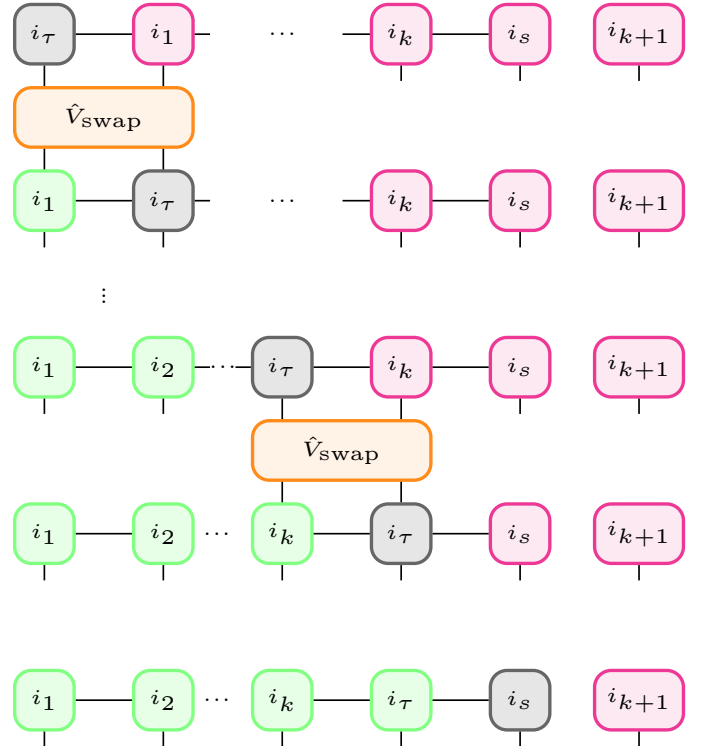 i_τ i_1 ⋯ i_k i_s i_{k+1}
V̂_swap
i_1 i_τ ⋯ i_k i_s i_{k+1}
⋮
i_1 i_2 ⋯ i_τ i_k i_s i_{k+1}
V̂_swap
i_1 i_2 ⋯ i_k i_τ i_s i_{k+1}
i_1 i_2 ⋯ i_k i_τ i_s i_{k+1}